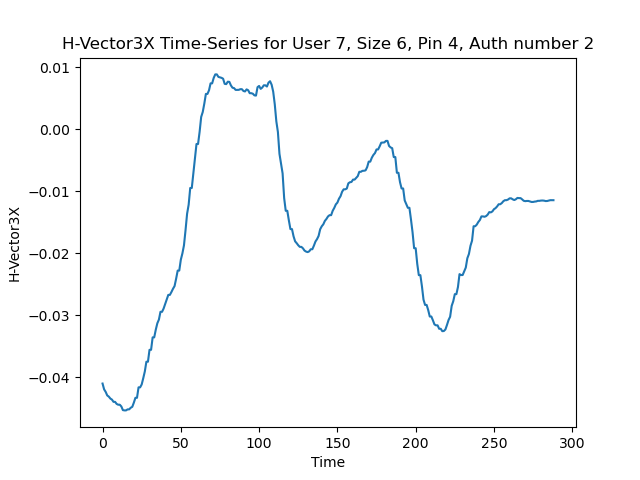 H-Vector3X Time-Series for User 7, Size 6, Pin 4, Auth number 2
H-Vector3X
0.01
0.00
−0.01
−0.02
−0.03
−0.04
0 50 100 150 200 250 300
Time